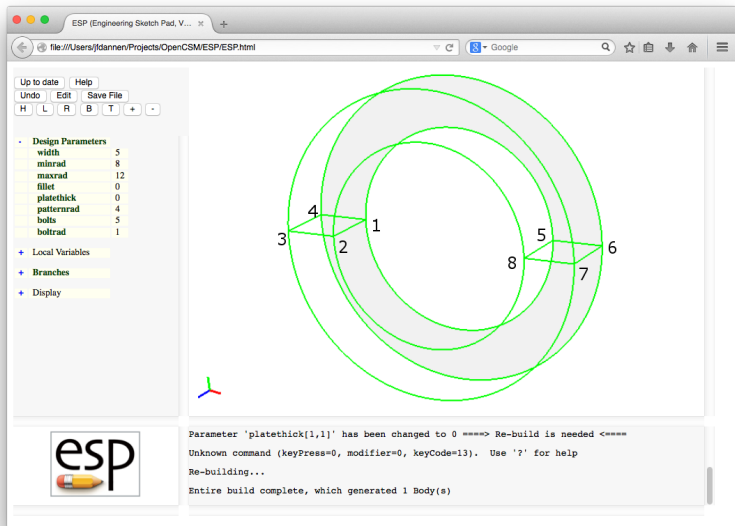 ESP (Engineering Sketch Pad, V...
file:///Users/jfdannen/Projects/OpenCSM/ESP/ESP.html
Google
Up to date Help
Undo Edit Save File
H L R B T + -
- Design Parameters
width 5
minrad 8
maxrad 12
fillet 0
platethick 0
patternrad 4
bolts 5
boltrad 1
+ Local Variables
+ Branches
+ Display
4
1
3
2
5
6
8
7
esp
Parameter 'platethick[1,1]' has been changed to 0 ====> Re-build is needed <====
Unknown command (keyPress=0, modifier=0, keyCode=13). Use '?' for help
Re-building...
Entire build complete, which generated 1 Body(s)